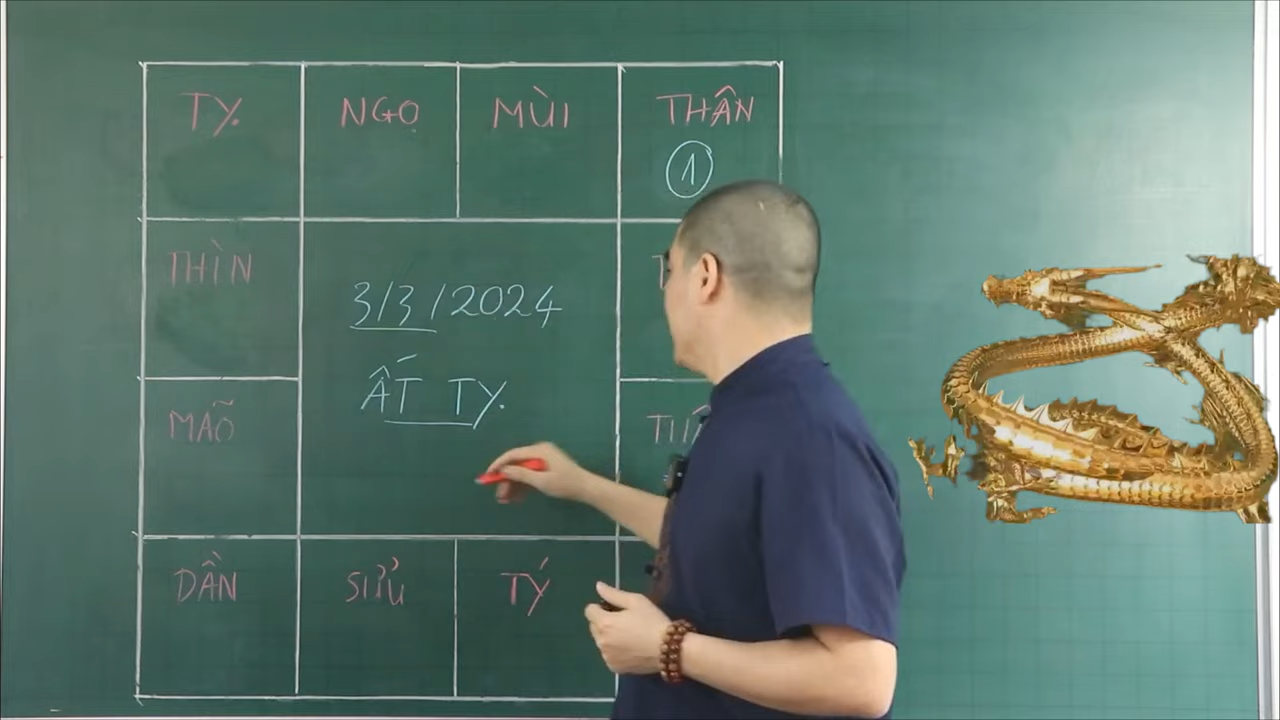 TỴ
NGỌ
MÙI
THÂN
1
THÌN
3/3/2024
ẤT TỴ
MÃO
DẦN
SỬU
TÝ